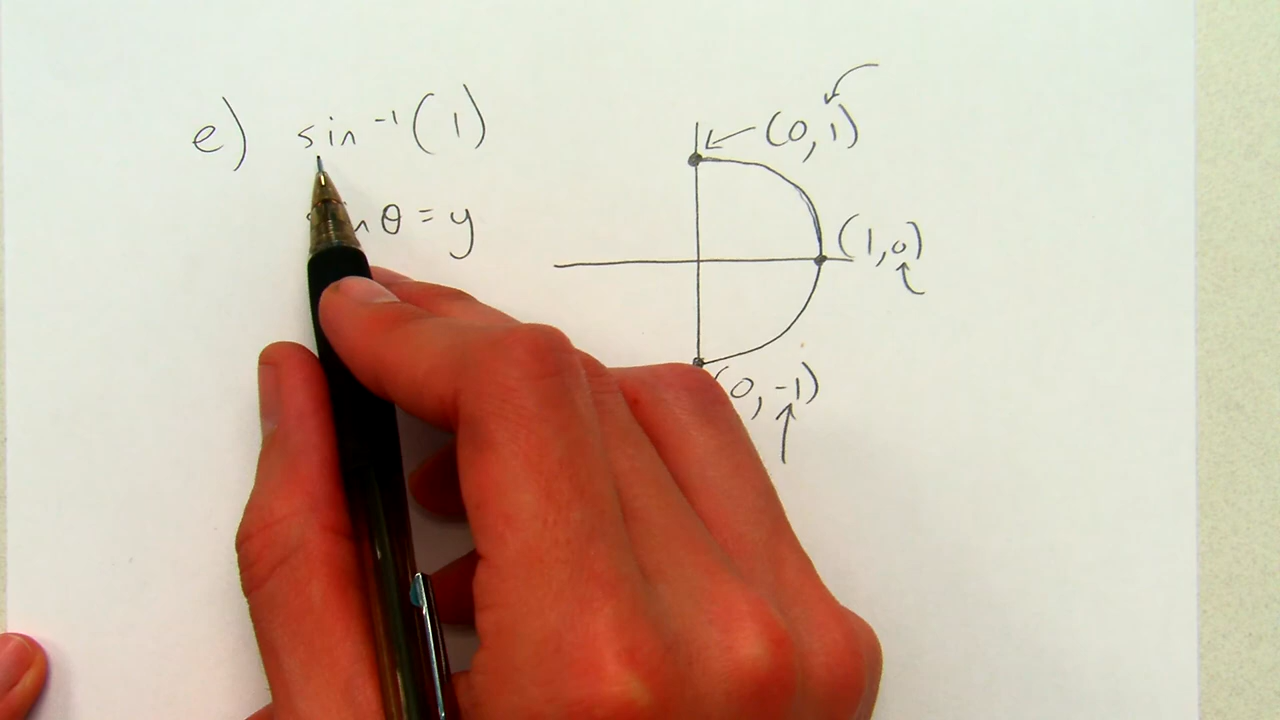 e) sin⁻¹(1)
(0,1)
n θ = y
(1,0)
(0,-1)